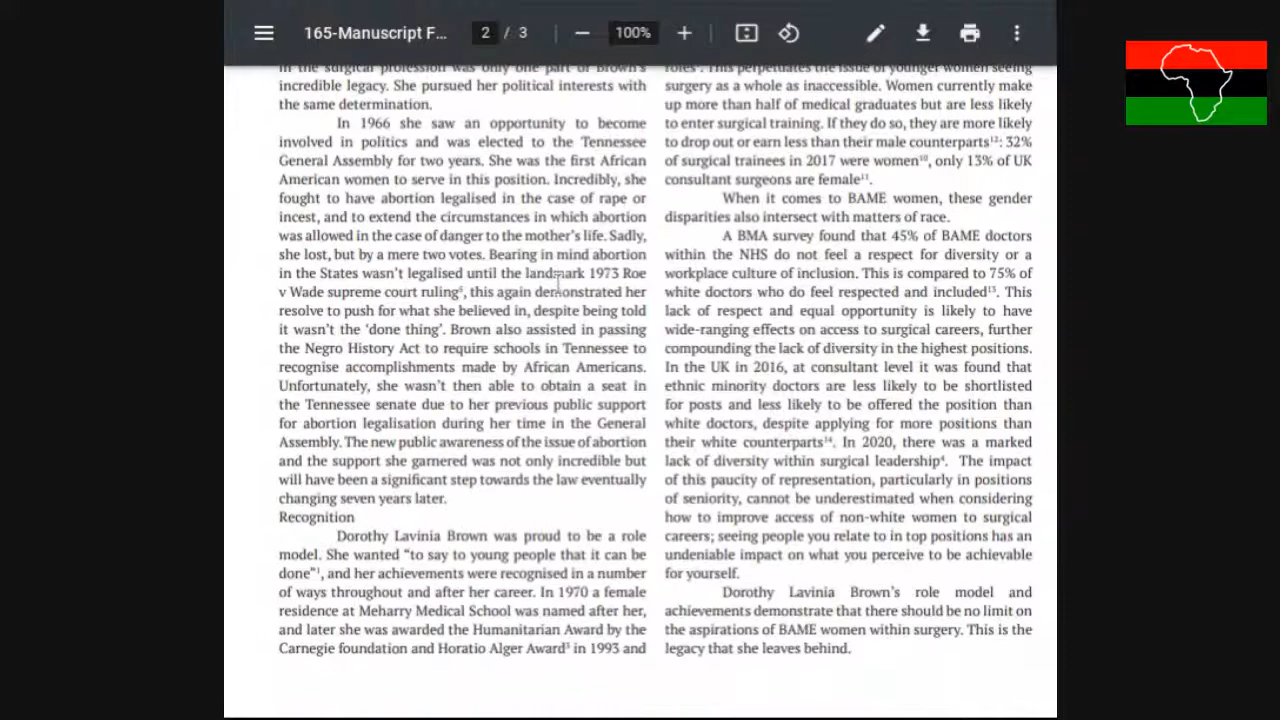 165-Manuscript F...
2 / 3
100%
in the surgical profession was only one part of Brown's
incredible legacy. She pursued her political interests with
the same determination.
In 1966 she saw an opportunity to become
involved in politics and was elected to the Tennessee
General Assembly for two years. She was the first African
American women to serve in this position. Incredibly, she
fought to have abortion legalised in the case of rape or
incest, and to extend the circumstances in which abortion
was allowed in the case of danger to the mother's life. Sadly,
she lost, but by a mere two votes. Bearing in mind abortion
in the States wasn't legalised until the landmark 1973 Roe
v Wade supreme court ruling⁵, this again demonstrated her
resolve to push for what she believed in, despite being told
it wasn't the 'done thing'. Brown also assisted in passing
the Negro History Act to require schools in Tennessee to
recognise accomplishments made by African Americans.
Unfortunately, she wasn't then able to obtain a seat in
the Tennessee senate due to her previous public support
for abortion legalisation during her time in the General
Assembly. The new public awareness of the issue of abortion
and the support she garnered was not only incredible but
will have been a significant step towards the law eventually
changing seven years later.
Recognition
Dorothy Lavinia Brown was proud to be a role
model. She wanted "to say to young people that it can be
done"¹, and her achievements were recognised in a number
of ways throughout and after her career. In 1970 a female
residence at Meharry Medical School was named after her,
and later she was awarded the Humanitarian Award by the
Carnegie foundation and Horatio Alger Award³ in 1993 and
roles. This perpetuates the issue of younger women seeing
surgery as a whole as inaccessible. Women currently make
up more than half of medical graduates but are less likely
to enter surgical training. If they do so, they are more likely
to drop out or earn less than their male counterparts¹²: 32%
of surgical trainees in 2017 were women¹⁰, only 13% of UK
consultant surgeons are female¹¹.
When it comes to BAME women, these gender
disparities also intersect with matters of race.
A BMA survey found that 45% of BAME doctors
within the NHS do not feel a respect for diversity or a
workplace culture of inclusion. This is compared to 75% of
white doctors who do feel respected and included¹³. This
lack of respect and equal opportunity is likely to have
wide-ranging effects on access to surgical careers, further
compounding the lack of diversity in the highest positions.
In the UK in 2016, at consultant level it was found that
ethnic minority doctors are less likely to be shortlisted
for posts and less likely to be offered the position than
white doctors, despite applying for more positions than
their white counterparts¹⁴. In 2020, there was a marked
lack of diversity within surgical leadership⁴. The impact
of this paucity of representation, particularly in positions
of seniority, cannot be underestimated when considering
how to improve access of non-white women to surgical
careers; seeing people you relate to in top positions has an
undeniable impact on what you perceive to be achievable
for yourself.
Dorothy Lavinia Brown's role model and
achievements demonstrate that there should be no limit on
the aspirations of BAME women within surgery. This is the
legacy that she leaves behind.